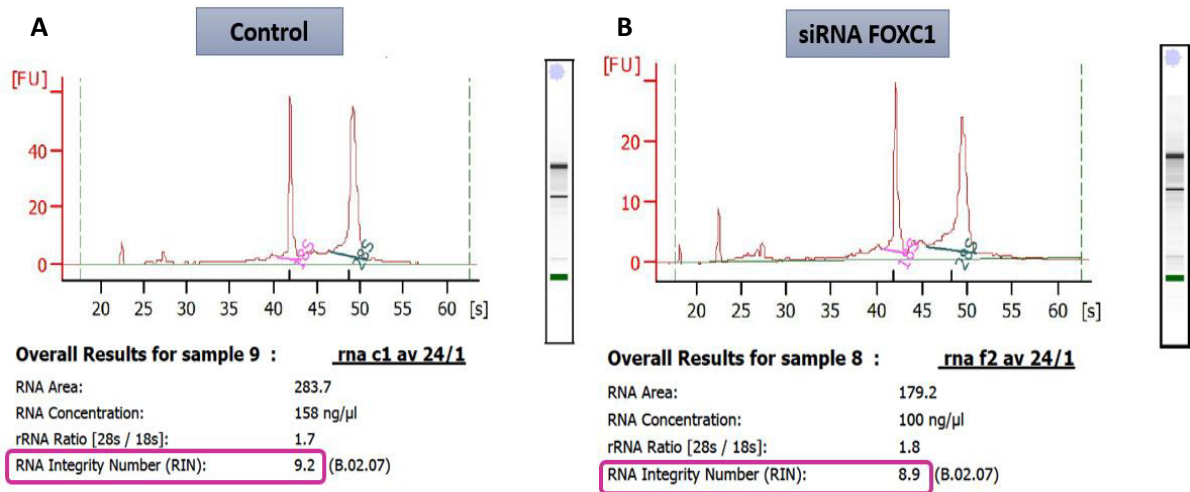 A
Control
[FU]
40
20
0
18S
28S
20 25 30 35 40 45 50 55 60 [s]
Overall Results for sample 9 : rna c1 av 24/1
RNA Area: 283.7
RNA Concentration: 158 ng/µl
rRNA Ratio [28s / 18s]: 1.7
RNA Integrity Number (RIN): 9.2 (B.02.07)
B
siRNA FOXC1
[FU]
20
10
0
18S
28S
20 25 30 35 40 45 50 55 60 [s]
Overall Results for sample 8 : rna f2 av 24/1
RNA Area: 179.2
RNA Concentration: 100 ng/µl
rRNA Ratio [28s / 18s]: 1.8
RNA Integrity Number (RIN): 8.9 (B.02.07)